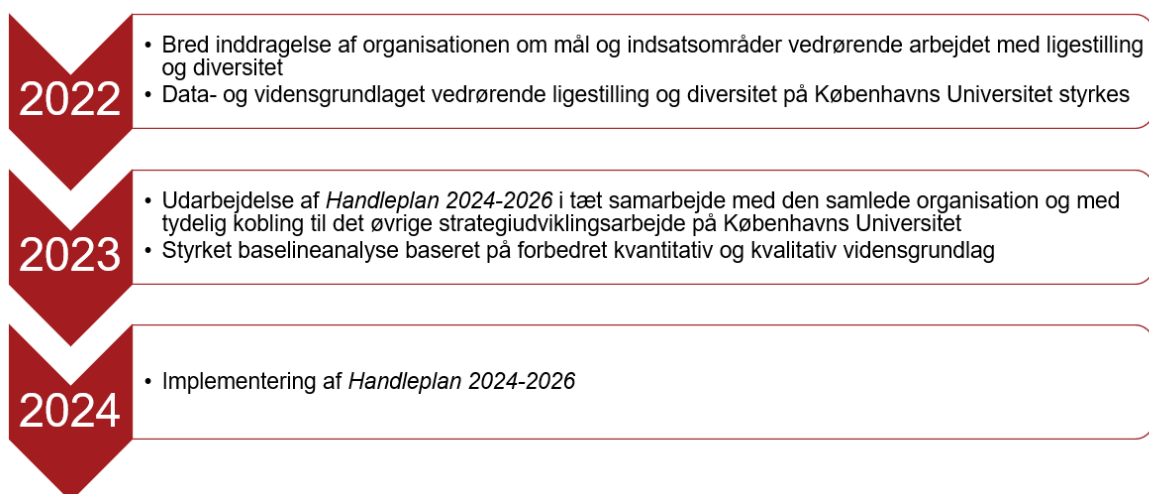 2022
• Bred inddragelse af organisationen om mål og indsatsområder vedrørende arbejdet med ligestilling
og diversitet
• Data- og vidensgrundlaget vedrørende ligestilling og diversitet på Københavns Universitet styrkes
2023
• Udarbejdelse af Handleplan 2024-2026 i tæt samarbejde med den samlede organisation og med
tydelig kobling til det øvrige strategiudviklingsarbejde på Københavns Universitet
• Styrket baselineanalyse baseret på forbedret kvantitativ og kvalitativ vidensgrundlag
2024
• Implementering af Handleplan 2024-2026